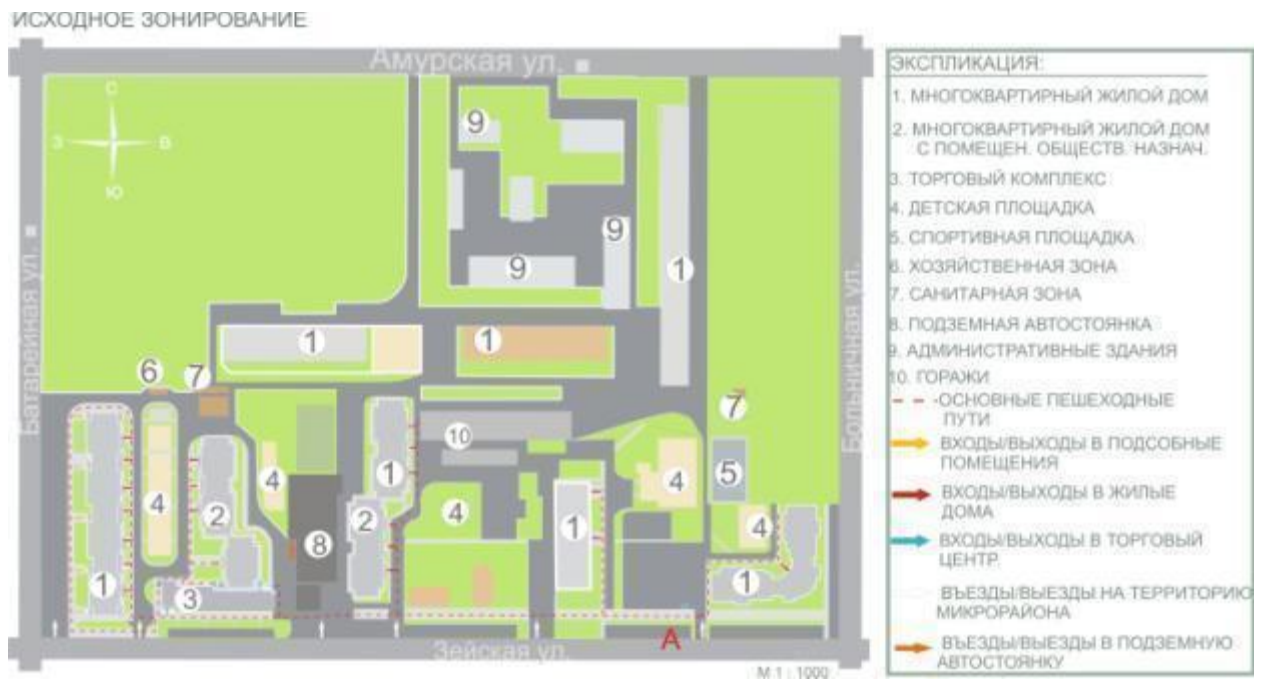 ИСХОДНОЕ ЗОНИРОВАНИЕ
Амурская ул.
С
З
В
Ю
Батарейная ул.
Больничная ул.
9
9
9
1
1
1
6
7
7
10
4
1
4
5
4
2
2
4
1
4
8
1
3
1
А
Зейская ул.
М 1 : 1000
ЭКСПЛИКАЦИЯ:
1. МНОГОКВАРТИРНЫЙ ЖИЛОЙ ДОМ
2. МНОГОКВАРТИРНЫЙ ЖИЛОЙ ДОМ
С ПОМЕЩЕН. ОБЩЕСТВ. НАЗНАЧ.
3. ТОРГОВЫЙ КОМПЛЕКС
4. ДЕТСКАЯ ПЛОЩАДКА
5. СПОРТИВНАЯ ПЛОЩАДКА
6. ХОЗЯЙСТВЕННАЯ ЗОНА
7. САНИТАРНАЯ ЗОНА
8. ПОДЗЕМНАЯ АВТОСТОЯНКА
9. АДМИНИСТРАТИВНЫЕ ЗДАНИЯ
10. ГОРАЖИ
-ОСНОВНЫЕ ПЕШЕХОДНЫЕ
ПУТИ
ВХОДЫ/ВЫХОДЫ В ПОДСОБНЫЕ
ПОМЕЩЕНИЯ
ВХОДЫ/ВЫХОДЫ В ЖИЛЫЕ
ДОМА
ВХОДЫ/ВЫХОДЫ В ТОРГОВЫЙ
ЦЕНТР
ВЪЕЗДЫ/ВЫЕЗДЫ НА ТЕРРИТОРИЮ
МИКРОРАЙОНА
ВЪЕЗДЫ/ВЫЕЗДЫ В ПОДЗЕМНУЮ
АВТОСТОЯНКУ